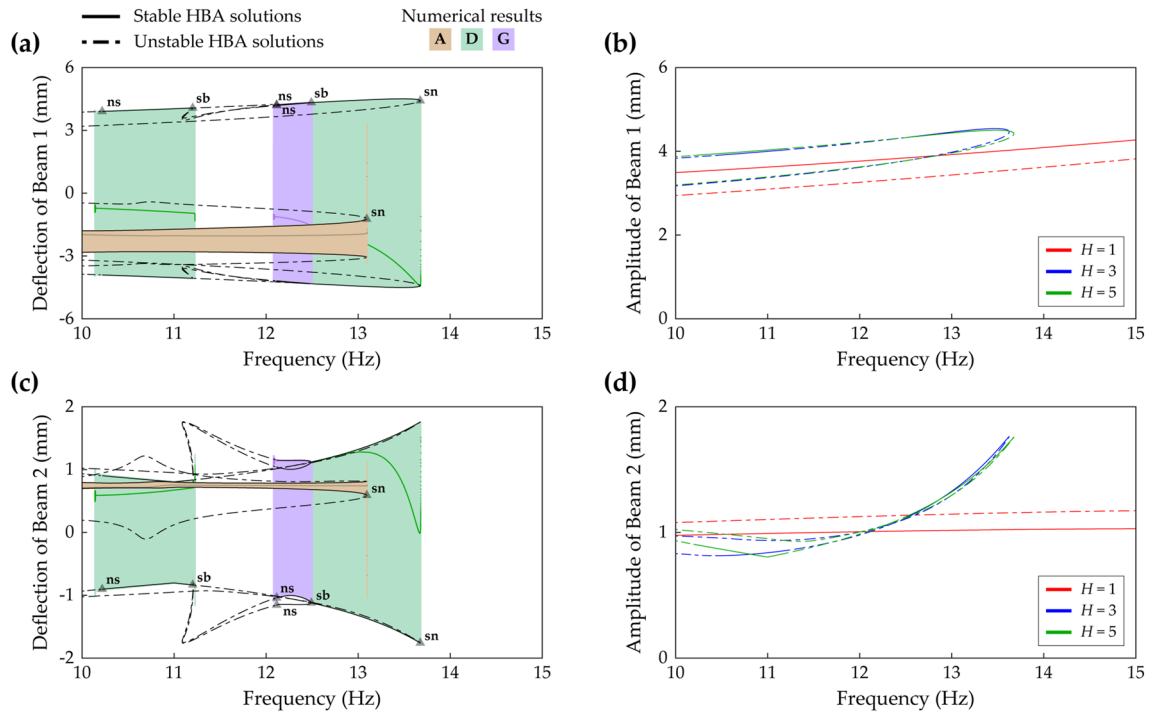 Stable HBA solutions
Unstable HBA solutions
Numerical results
A D G
(a)
Deflection of Beam 1 (mm)
6
3
0
-3
-6
10 11 12 13 14 15
Frequency (Hz)
ns
sb
ns
ns
sb
sn
sn
(b)
Amplitude of Beam 1 (mm)
6
4
2
0
10 11 12 13 14 15
Frequency (Hz)
H = 1
H = 3
H = 5
(c)
Deflection of Beam 2 (mm)
2
1
0
-1
-2
10 11 12 13 14 15
Frequency (Hz)
sn
ns
sb
ns
ns
sb
sn
(d)
Amplitude of Beam 2 (mm)
2
1
0
10 11 12 13 14 15
Frequency (Hz)
H = 1
H = 3
H = 5